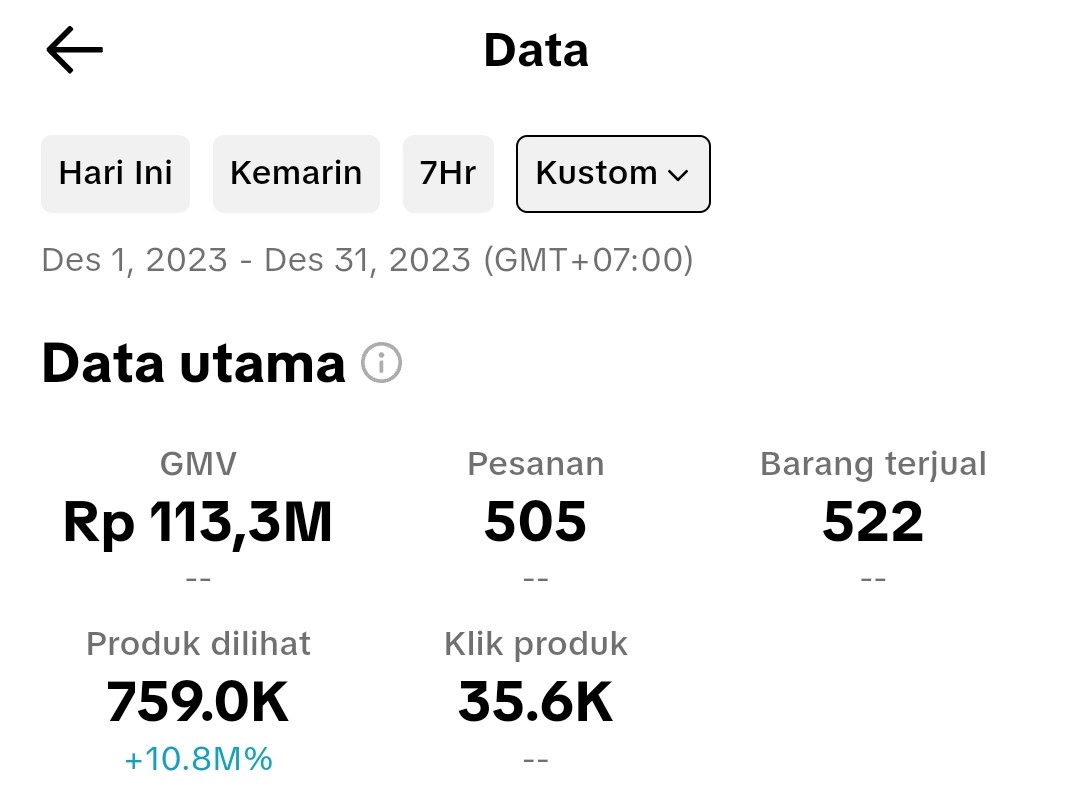 Data
Hari Ini Kemarin 7Hr Kustom
Des 1, 2023 - Des 31, 2023 (GMT+07:00)
Data utama
GMV Pesanan Barang terjual
Rp 113,3M 505 522
-- -- --
Produk dilihat Klik produk
759.0K 35.6K
+10.8M% --